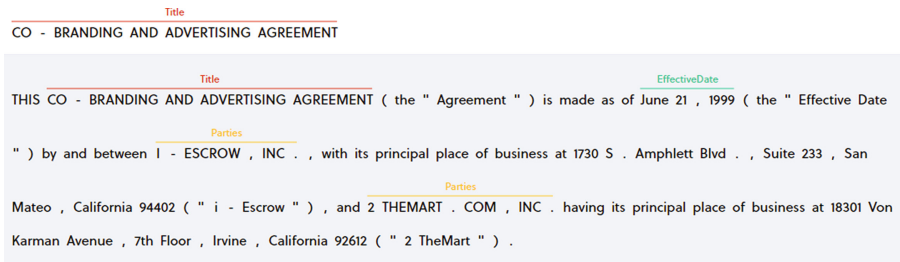 Title
CO - BRANDING AND ADVERTISING AGREEMENT
Title EffectiveDate
THIS CO - BRANDING AND ADVERTISING AGREEMENT ( the " Agreement " ) is made as of June 21 , 1999 ( the " Effective Date
Parties
" ) by and between I - ESCROW , INC . , with its principal place of business at 1730 S . Amphlett Blvd . , Suite 233 , San
Parties
Mateo , California 94402 ( " i - Escrow " ) , and 2 THEMART . COM , INC . having its principal place of business at 18301 Von
Karman Avenue , 7th Floor , Irvine , California 92612 ( " 2 TheMart " ) .